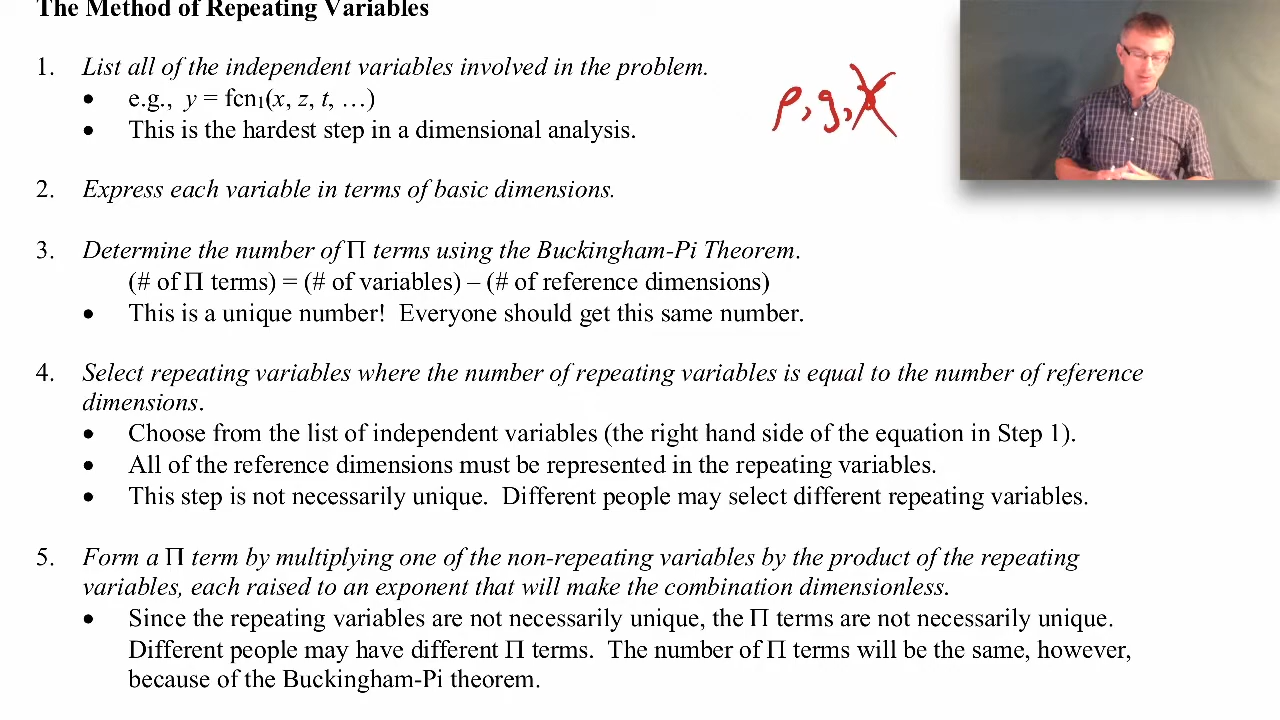 The Method of Repeating Variables
1. List all of the independent variables involved in the problem.
• e.g., y = fcn₁(x, z, t, …)
• This is the hardest step in a dimensional analysis.
ρ, g,
2. Express each variable in terms of basic dimensions.
3. Determine the number of Π terms using the Buckingham-Pi Theorem.
(# of Π terms) = (# of variables) – (# of reference dimensions)
• This is a unique number! Everyone should get this same number.
4. Select repeating variables where the number of repeating variables is equal to the number of reference
dimensions.
• Choose from the list of independent variables (the right hand side of the equation in Step 1).
• All of the reference dimensions must be represented in the repeating variables.
• This step is not necessarily unique. Different people may select different repeating variables.
5. Form a Π term by multiplying one of the non-repeating variables by the product of the repeating
variables, each raised to an exponent that will make the combination dimensionless.
• Since the repeating variables are not necessarily unique, the Π terms are not necessarily unique.
Different people may have different Π terms. The number of Π terms will be the same, however,
because of the Buckingham-Pi theorem.